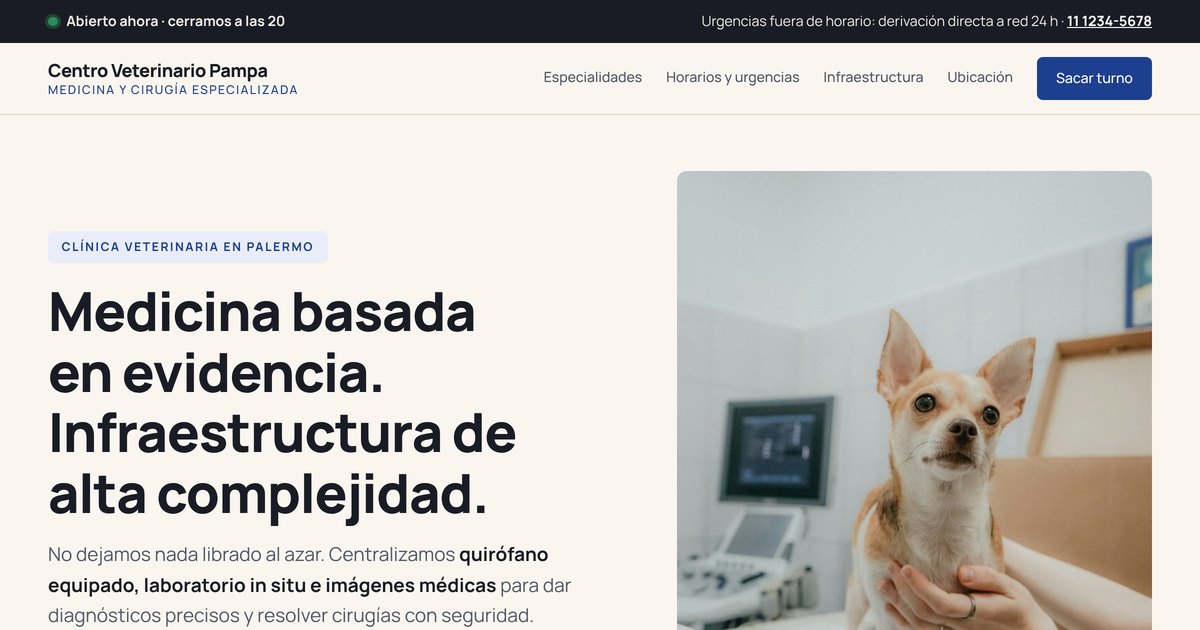 Abierto ahora · cerramos a las 20
Urgencias fuera de horario: derivación directa a red 24 h · 11 1234-5678
Centro Veterinario Pampa
MEDICINA Y CIRUGÍA ESPECIALIZADA
Especialidades
Horarios y urgencias
Infraestructura
Ubicación
Sacar turno
CLÍNICA VETERINARIA EN PALERMO
Medicina basada
en evidencia.
Infraestructura de
alta complejidad.
No dejamos nada librado al azar. Centralizamos quirófano
equipado, laboratorio in situ e imágenes médicas para dar
diagnósticos precisos y resolver cirugías con seguridad.